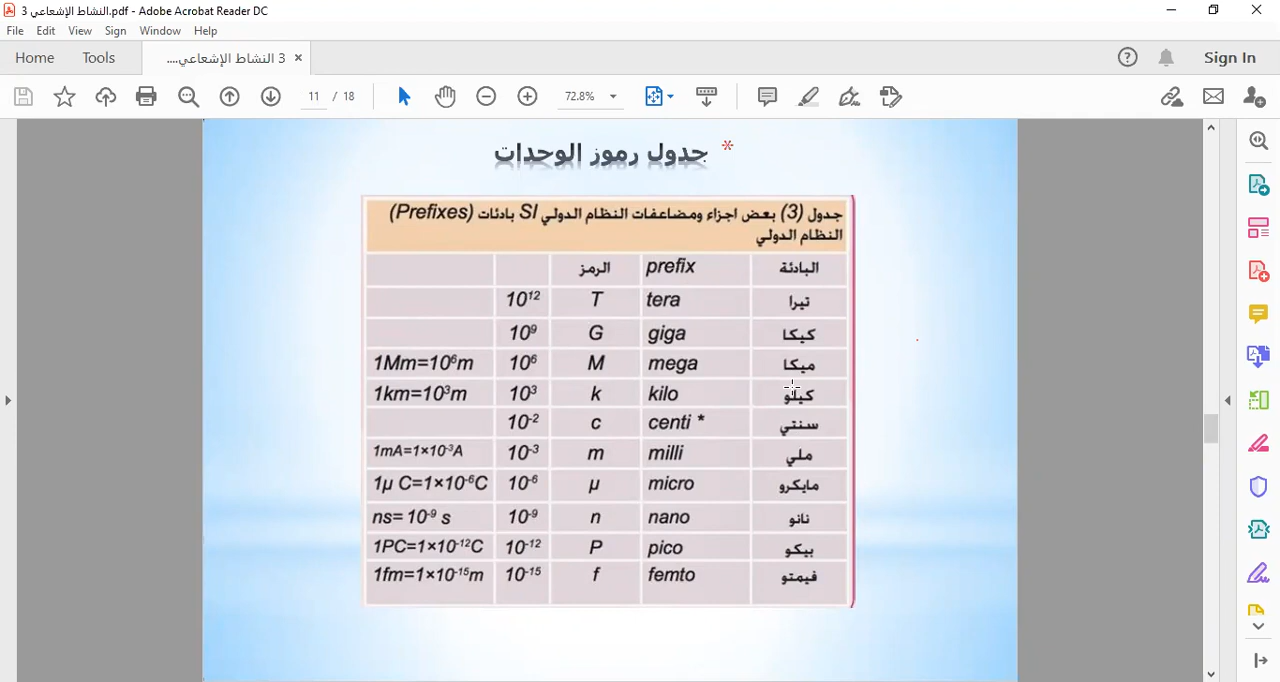 3 النشاط الإشعاعي.pdf - Adobe Acrobat Reader DC
File Edit View Sign Window Help
Home Tools 3 النشاط الإشعاعي.... × Sign In
11 / 18 72.8%
* جدول رموز الوحدات
جدول (3) بعض اجزاء ومضاعفات النظام الدولي SI بادئات (Prefixes)
النظام الدولي
البادئة prefix الرمز
تيرا tera T 10¹²
كيكا giga G 10⁹
ميكا mega M 10⁶ 1Mm=10⁶m
كيلو kilo k 10³ 1km=10³m
سنتي centi * c 10⁻²
ملي milli m 10⁻³ 1mA=1×10⁻³A
مايكرو micro μ 10⁻⁶ 1μ C=1×10⁻⁶C
نانو nano n 10⁻⁹ ns= 10⁻⁹ s
بيكو pico P 10⁻¹² 1PC=1×10⁻¹²C
فيمتو femto f 10⁻¹⁵ 1fm=1×10⁻¹⁵m